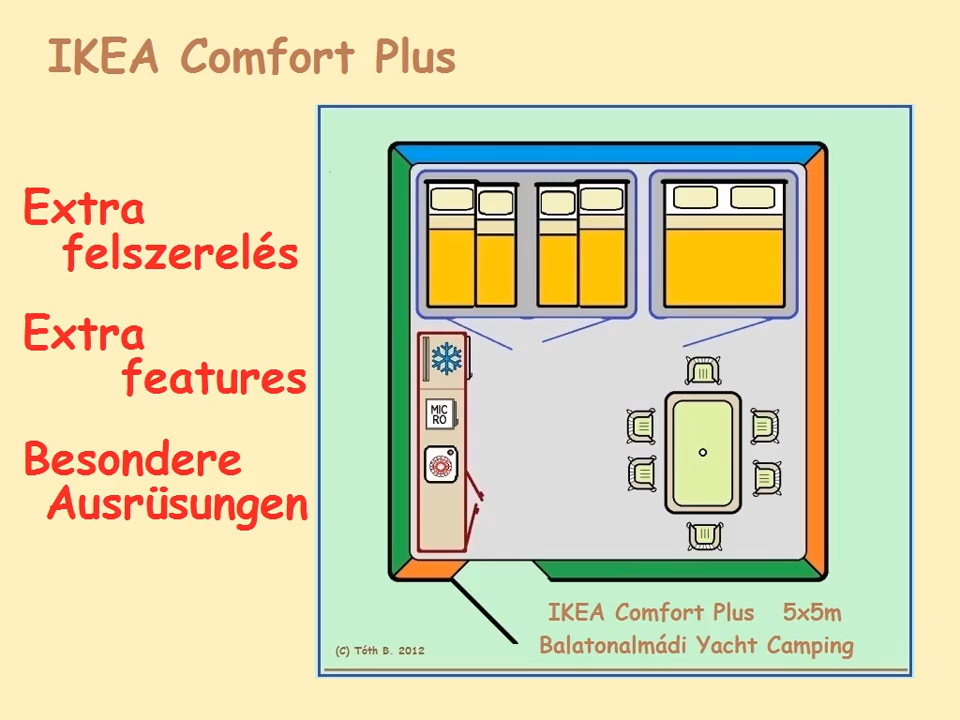 IKEA Comfort Plus
Extra
felszerelés
Extra
features
Besondere
Ausrüsungen
MIC
RO
IKEA Comfort Plus 5x5m
Balatonalmádi Yacht Camping
(C) Tóth B. 2012